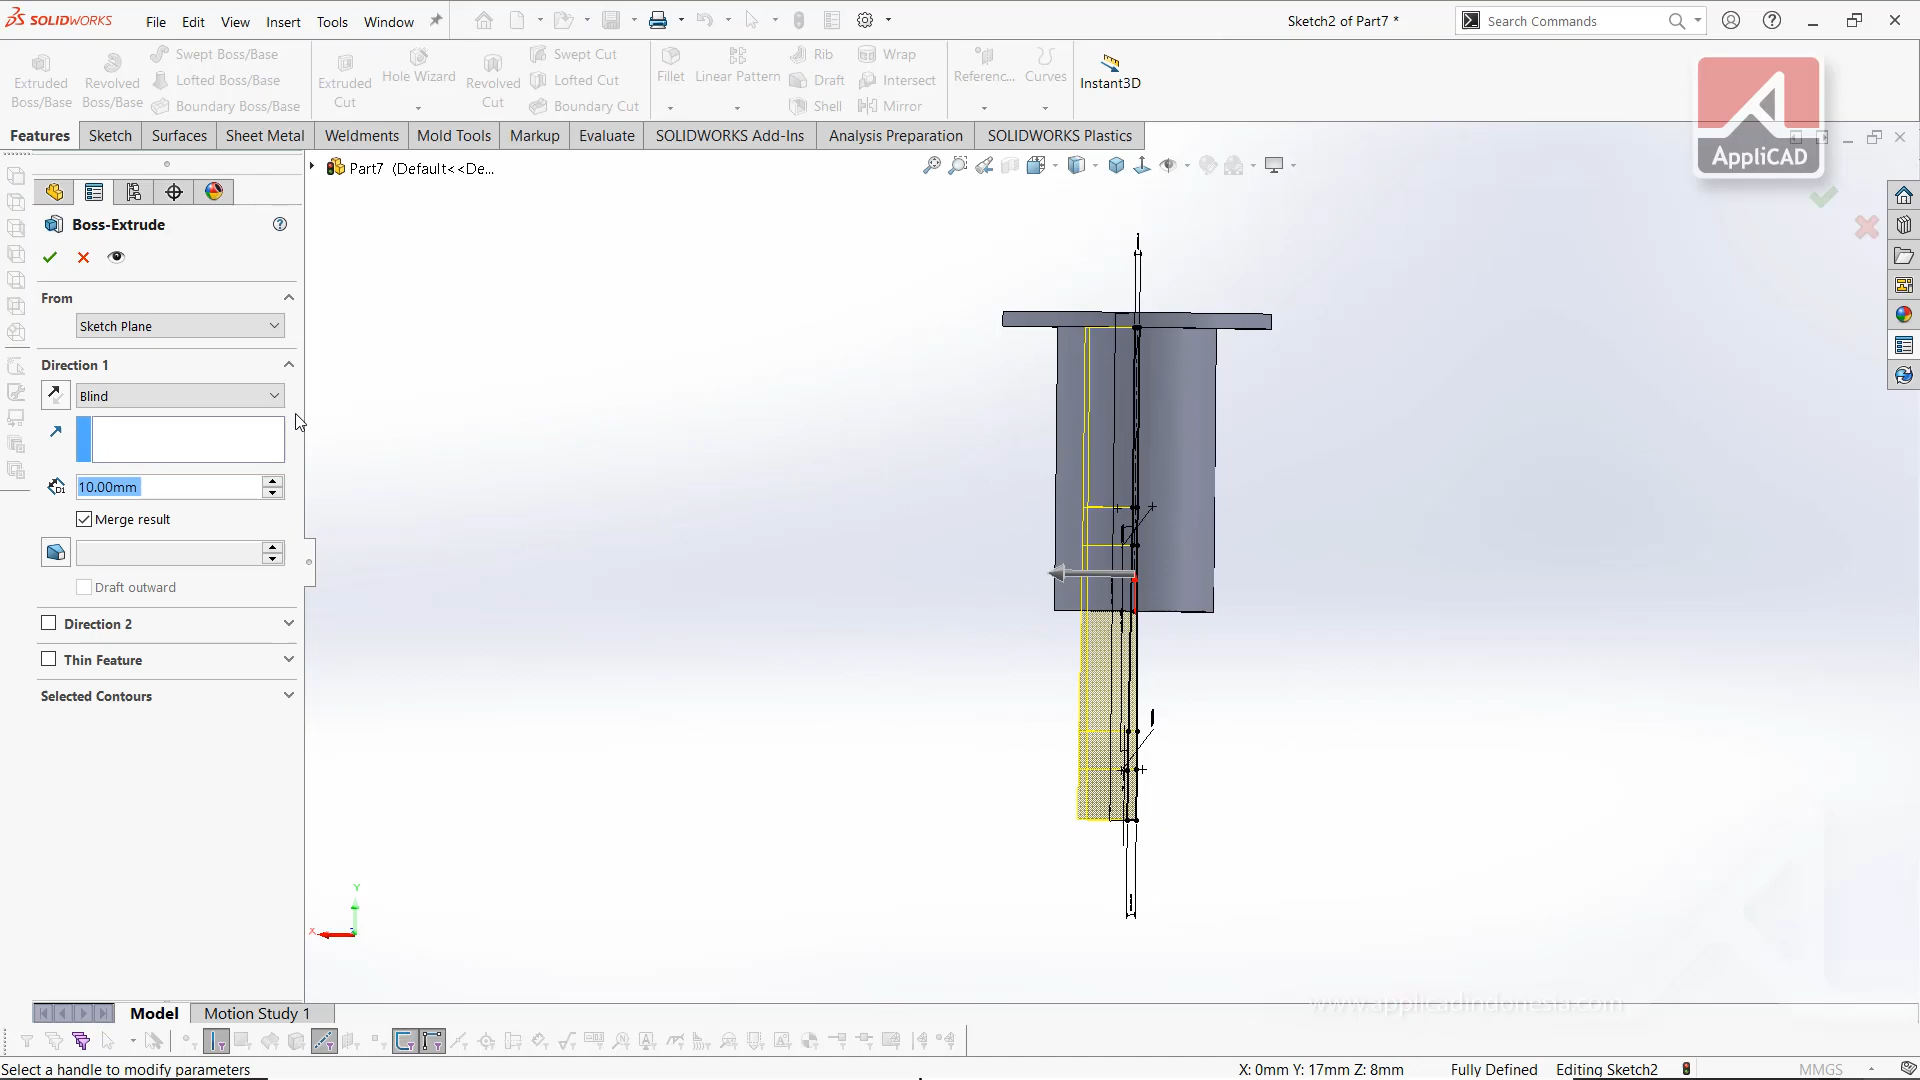 SOLIDWORKS File Edit View Insert Tools Window Sketch2 of Part7 * Search Commands
Extruded Boss/Base
Revolved Boss/Base
Swept Boss/Base
Lofted Boss/Base
Boundary Boss/Base
Extruded Cut
Hole Wizard
Revolved Cut
Swept Cut
Lofted Cut
Boundary Cut
Fillet
Linear Pattern
Rib
Draft
Shell
Wrap
Intersect
Mirror
Referenc...
Curves
Instant3D
AppliCAD
Features Sketch Surfaces Sheet Metal Weldments Mold Tools Markup Evaluate SOLIDWORKS Add-Ins Analysis Preparation SOLIDWORKS Plastics
Part7 (Default<<De...
Boss-Extrude
From
Sketch Plane
Direction 1
Blind
D1
10.00mm
Merge result
Draft outward
Direction 2
Thin Feature
Selected Contours
Y
X
www.applicadindonesia.com
Model Motion Study 1
Select a handle to modify parameters X: 0mm Y: 17mm Z: 8mm Fully Defined Editing Sketch2 MMGS